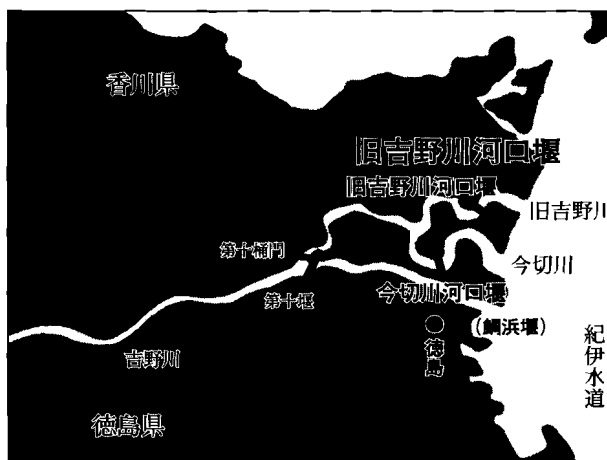 香川県
旧吉野川河口堰
旧吉野川河口堰
旧吉野川
第十樋門
今切川
第十堰
今切川河口堰
(鯛浜堰)
徳島
紀伊水道
吉野川
徳島県